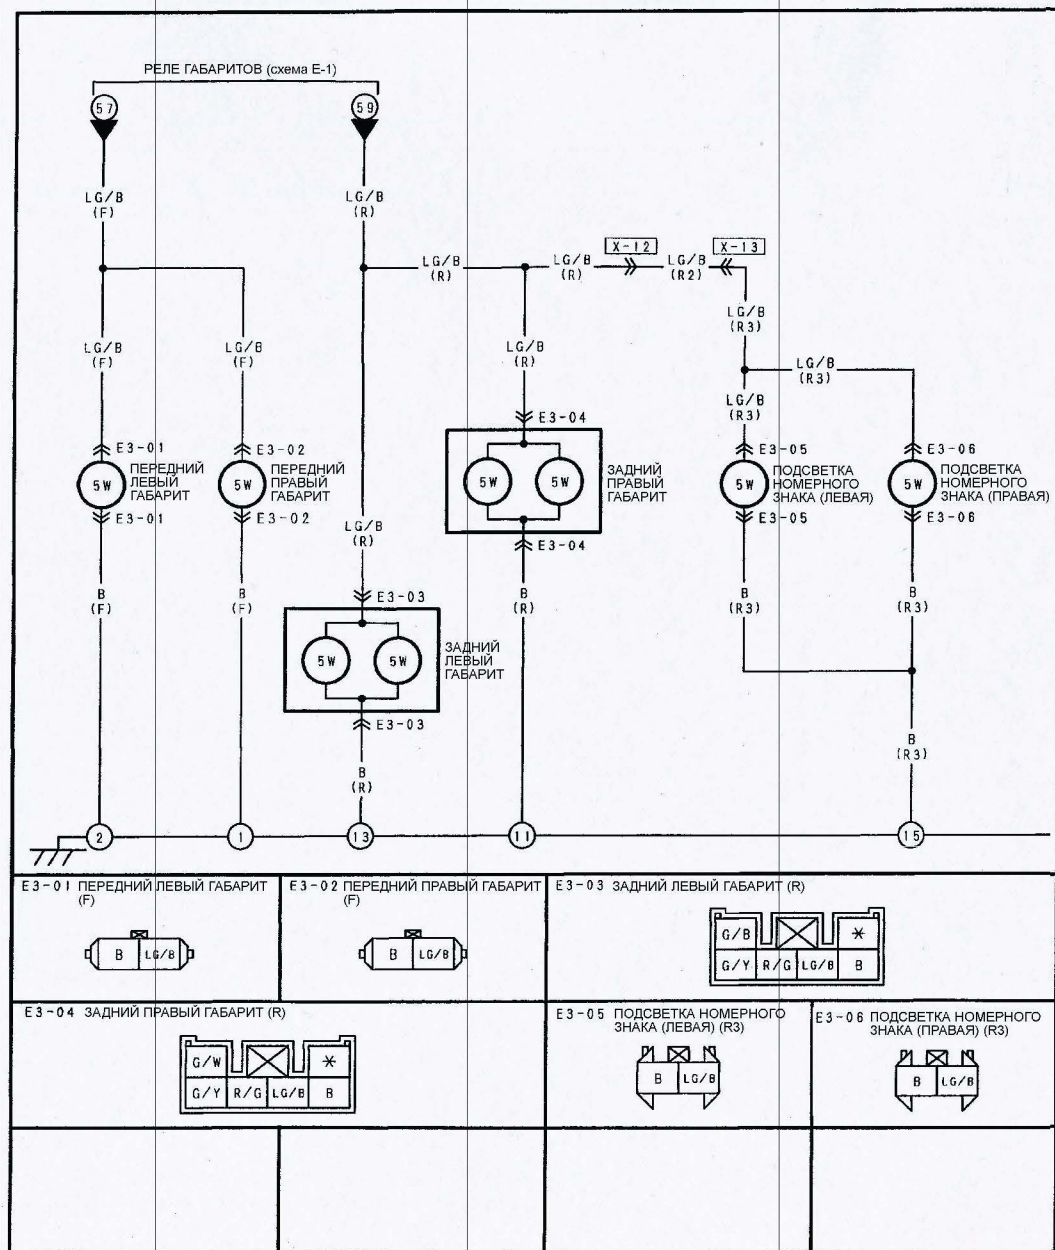 РЕЛЕ ГАБАРИТОВ (схема Е-1)
57
59
LG/B
(F)
LG/B
(R)
X-12
X-13
LG/B
(R)
LG/B
(R)
LG/B
(R2)
LG/B
(R3)
LG/B
(F)
LG/B
(F)
LG/B
(R)
LG/B
(R3)
LG/B
(R3)
E3-04
E3-01
E3-02
E3-05
E3-06
5W
ПЕРЕДНИЙ
ЛЕВЫЙ
ГАБАРИТ
5W
ПЕРЕДНИЙ
ПРАВЫЙ
ГАБАРИТ
5W
5W
ЗАДНИЙ
ПРАВЫЙ
ГАБАРИТ
5W
ПОДСВЕТКА
НОМЕРНОГО
ЗНАКА (ЛЕВАЯ)
5W
ПОДСВЕТКА
НОМЕРНОГО
ЗНАКА (ПРАВАЯ)
E3-01
E3-02
E3-05
E3-06
LG/B
(R)
E3-04
B
(F)
B
(F)
E3-03
B
(R)
B
(R3)
B
(R3)
5W
5W
ЗАДНИЙ
ЛЕВЫЙ
ГАБАРИТ
E3-03
B
(R)
B
(R3)
2
1
13
11
15
E3-01 ПЕРЕДНИЙ ЛЕВЫЙ ГАБАРИТ
(F)
B LG/B
E3-02 ПЕРЕДНИЙ ПРАВЫЙ ГАБАРИТ
(F)
B LG/B
E3-03 ЗАДНИЙ ЛЕВЫЙ ГАБАРИТ (R)
G/B *
G/Y R/G LG/B B
E3-04 ЗАДНИЙ ПРАВЫЙ ГАБАРИТ (R)
G/W *
G/Y R/G LG/B B
E3-05 ПОДСВЕТКА НОМЕРНОГО
ЗНАКА (ЛЕВАЯ) (R3)
B LG/B
E3-06 ПОДСВЕТКА НОМЕРНОГО
ЗНАКА (ПРАВАЯ) (R3)
B LG/B